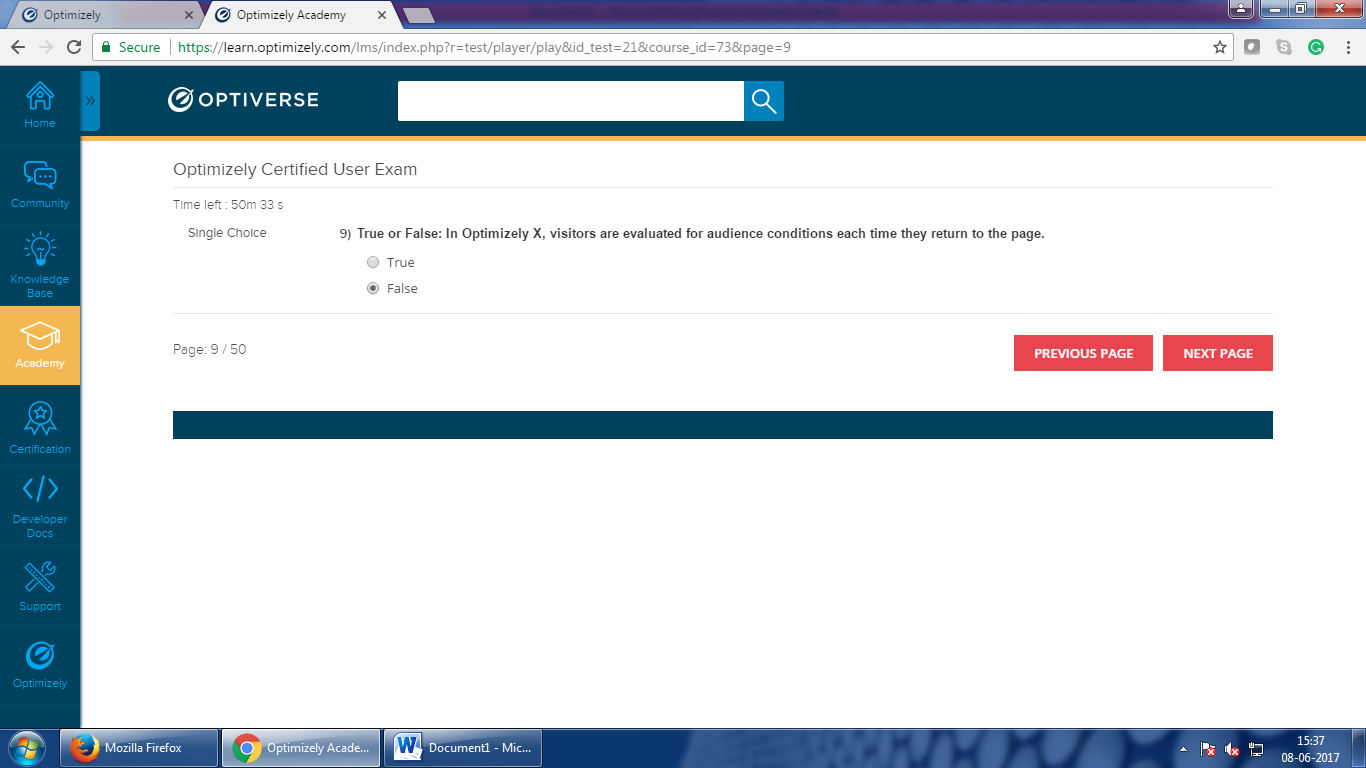 Optimizely
Optimizely Academy
Secure https://learn.optimizely.com/lms/index.php?r=test/player/play&id_test=21&course_id=73&page=9
Home
Community
Knowledge
Base
Academy
Certification
Developer
Docs
Support
Optimizely
» OPTIVERSE
Optimizely Certified User Exam
Time left : 50m 33 s
Single Choice 9) True or False: In Optimizely X, visitors are evaluated for audience conditions each time they return to the page.
True
False
Page: 9 / 50 PREVIOUS PAGE NEXT PAGE
Mozilla Firefox Optimizely Acade... Document1 - Mic...
15:37
08-06-2017